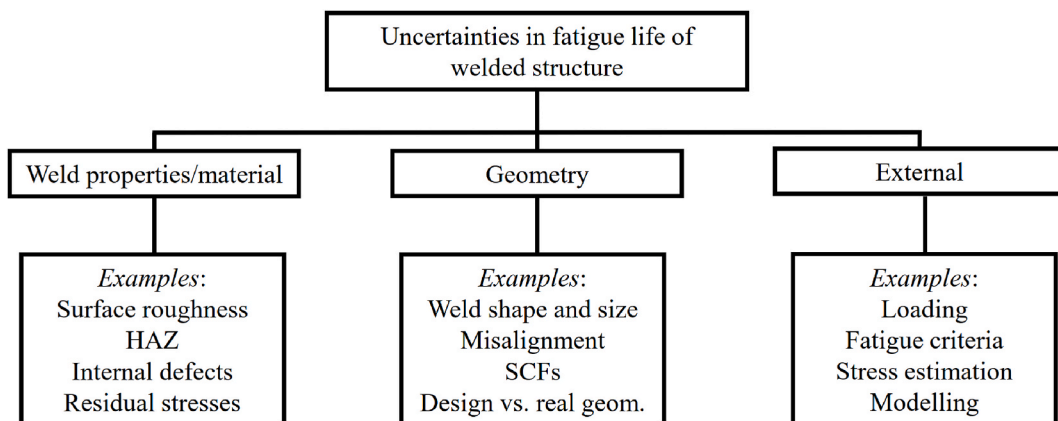 Uncertainties in fatigue life of
welded structure
Weld properties/material
Geometry
External
Examples:
Surface roughness
HAZ
Internal defects
Residual stresses
Examples:
Weld shape and size
Misalignment
SCFs
Design vs. real geom.
Examples:
Loading
Fatigue criteria
Stress estimation
Modelling